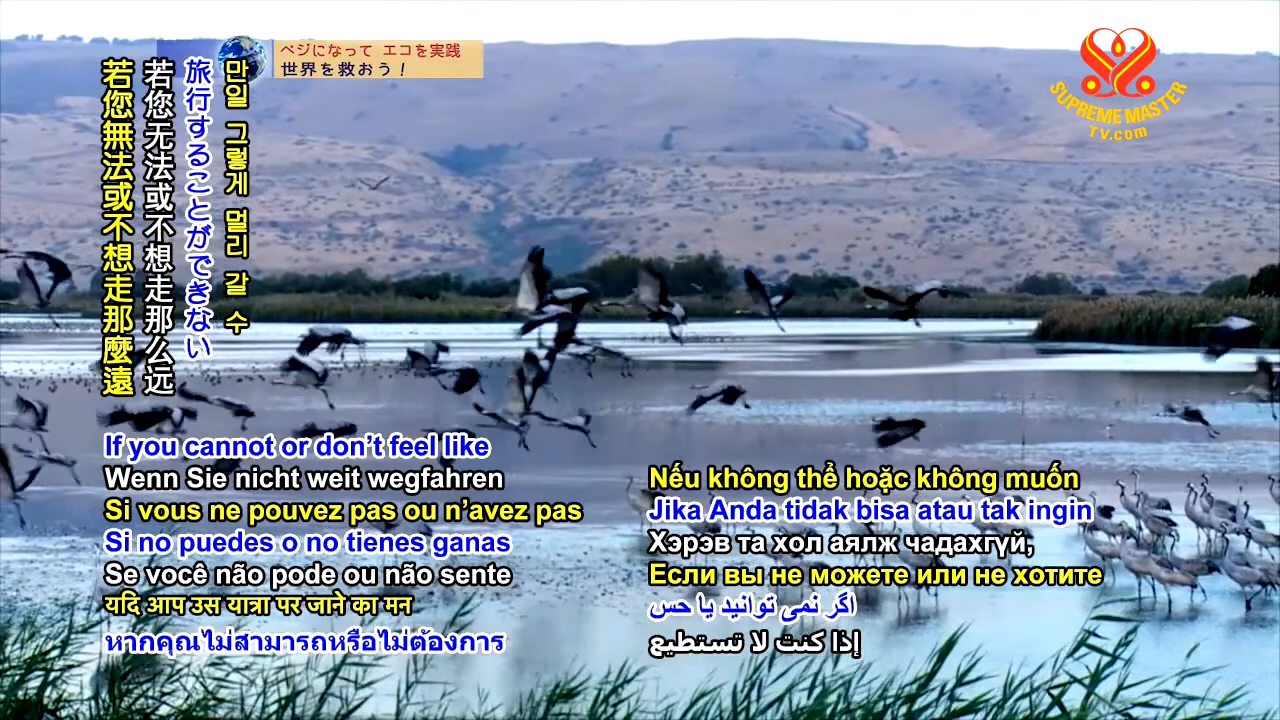 ベジになって エコを実践
世界を救おう！
SUPREME MASTER
TV.com
만일 그렇게 멀리 갈 수
旅行することができない
若您无法或不想走那么远
若您無法或不想走那麼遠
If you cannot or don’t feel like
Wenn Sie nicht weit wegfahren
Si vous ne pouvez pas ou n’avez pas
Si no puedes o no tienes ganas
Se você não pode ou não sente
यदि आप उस यात्रा पर जाने का मन
หากคุณไม่สามารถหรือไม่ต้องการ
Nếu không thể hoặc không muốn
Jika Anda tidak bisa atau tak ingin
Хэрэв та хол аялж чадахгүй,
Если вы не можете или не хотите
اگر نمی توانید یا حس
إذا كنت لا تستطيع